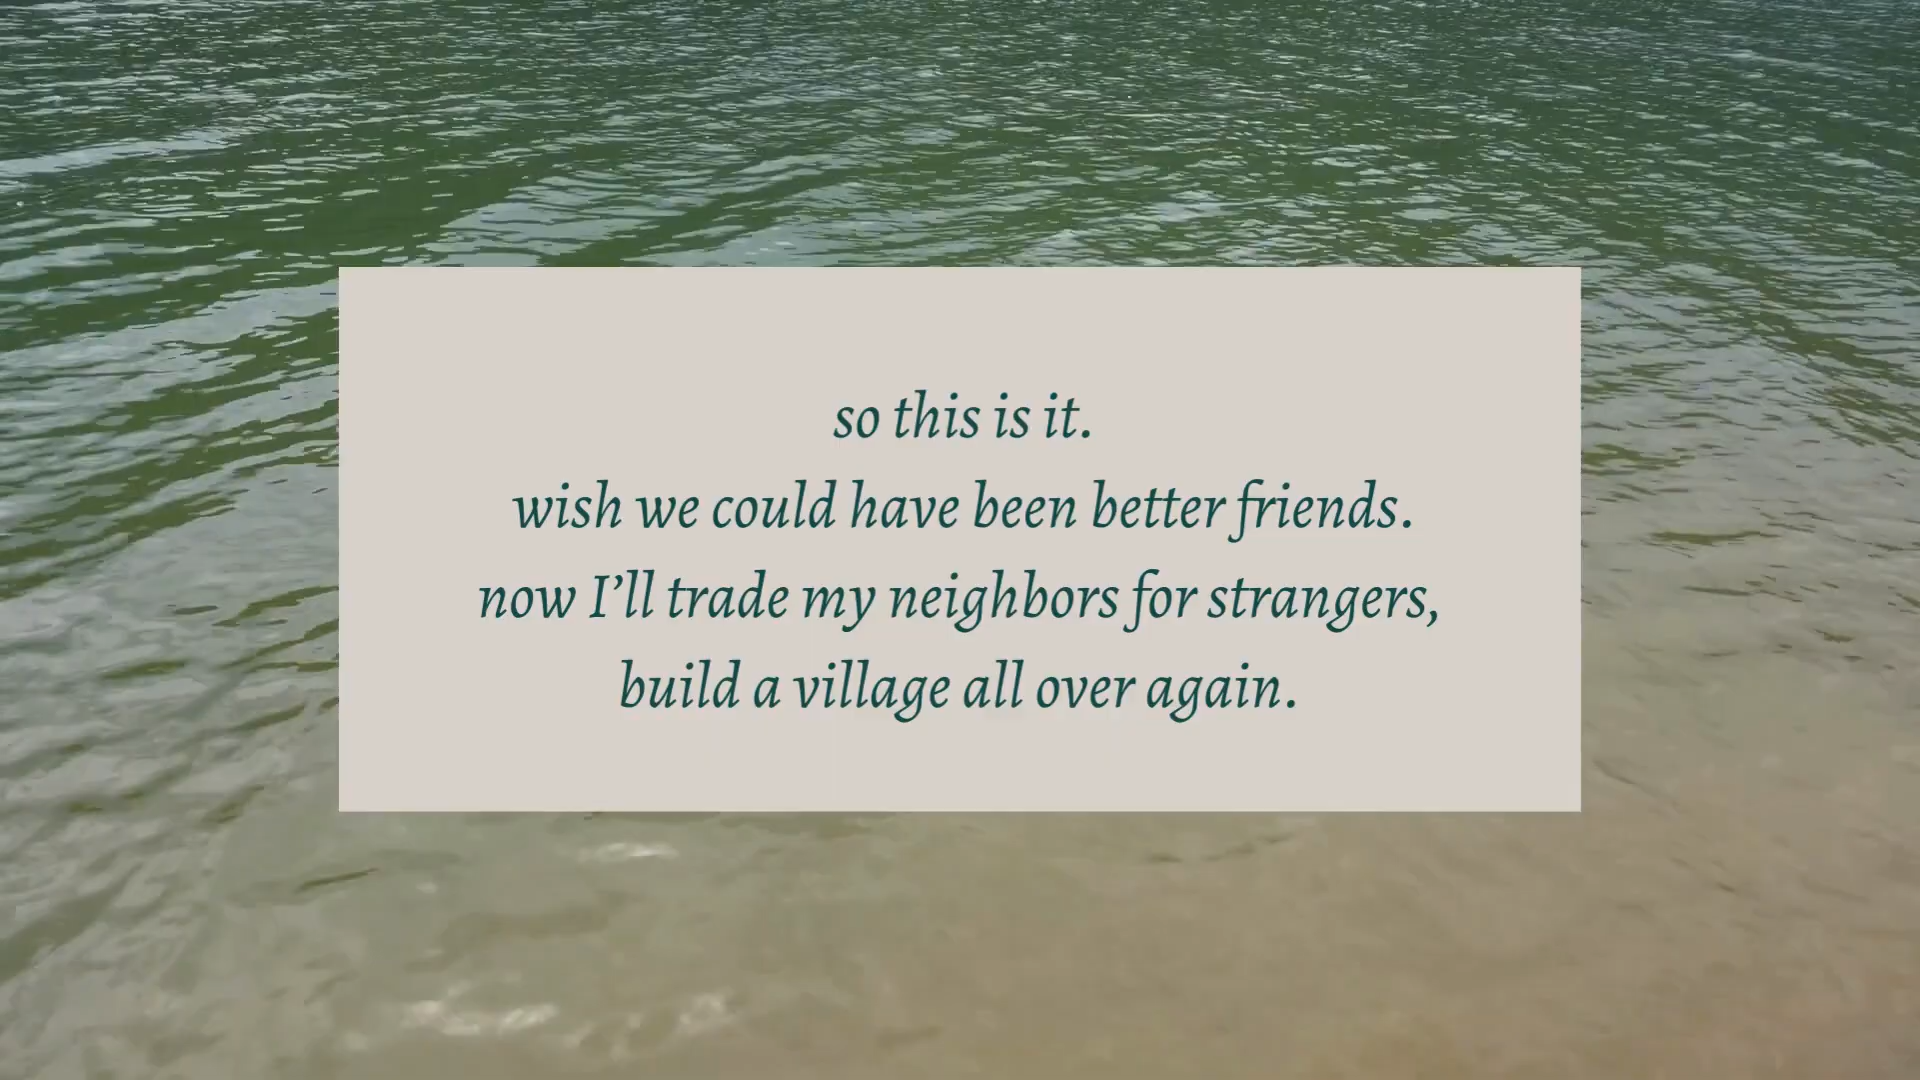 so this is it.
wish we could have been better friends.
now I’ll trade my neighbors for strangers,
build a village all over again.